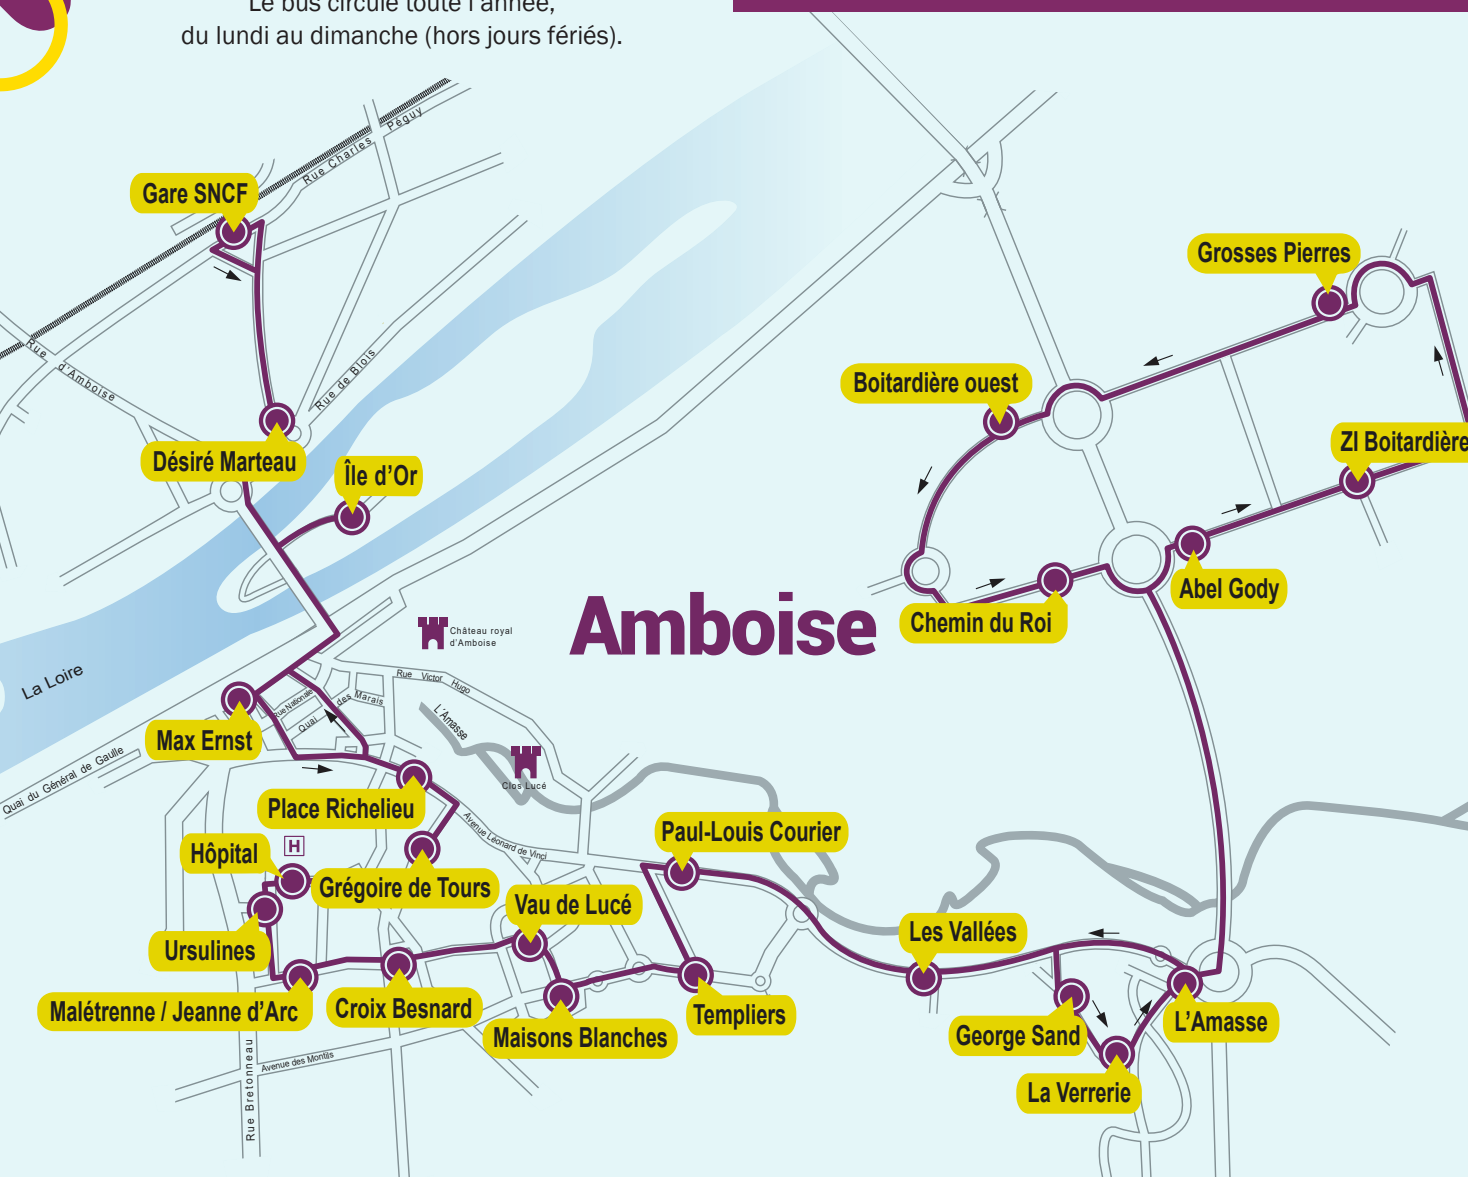 Le bus circule toute l'année,
du lundi au dimanche (hors jours fériés).
Rue Charles Péguy
Gare SNCF
Grosses Pierres
Rue d'Amboise
Rue de Blois
Boitardière ouest
Désiré Marteau
Île d'Or
ZI Boitardière
Abel Gody
Chemin du Roi
Amboise
Château royal
d'Amboise
La Loire
Rue Victor Hugo
Rue Nationale
Quai des Marais
L'Amasse
Max Ernst
Quai du Général de Gaulle
Clos Lucé
Place Richelieu
Avenue Léonard de Vinci
Paul-Louis Courier
Hôpital
H
Grégoire de Tours
Vau de Lucé
Les Vallées
Ursulines
Malétrenne / Jeanne d'Arc
Croix Besnard
Maisons Blanches
Templiers
George Sand
L'Amasse
La Verrerie
Avenue des Montils
Rue Bretonneau